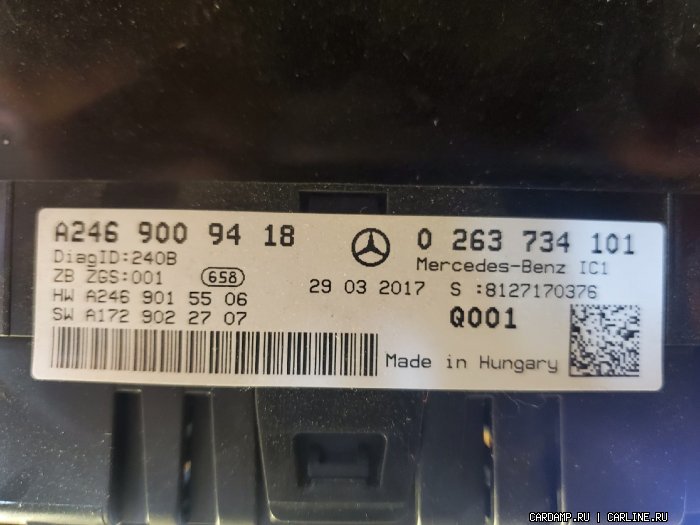 A246 900 94 18
0 263 734 101
DiagID:240B
Mercedes-Benz IC1
ZB ZGS:001
658
29 03 2017
S :8127170376
HW A246 901 55 06
SW A172 902 27 07
Q001
Made in Hungary
CARDAMP.RU | CARLINE.RU